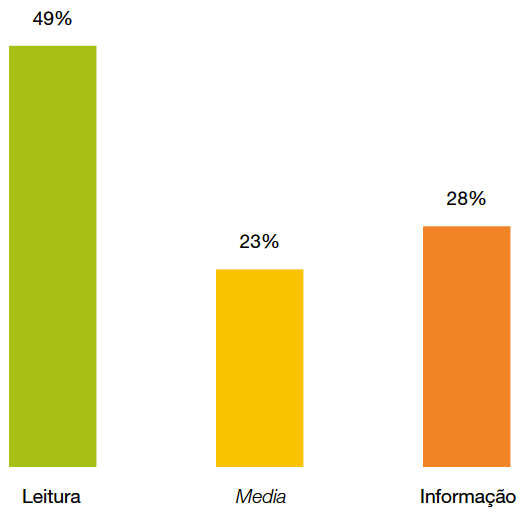 49%
23%
28%
Leitura
Media
Informação